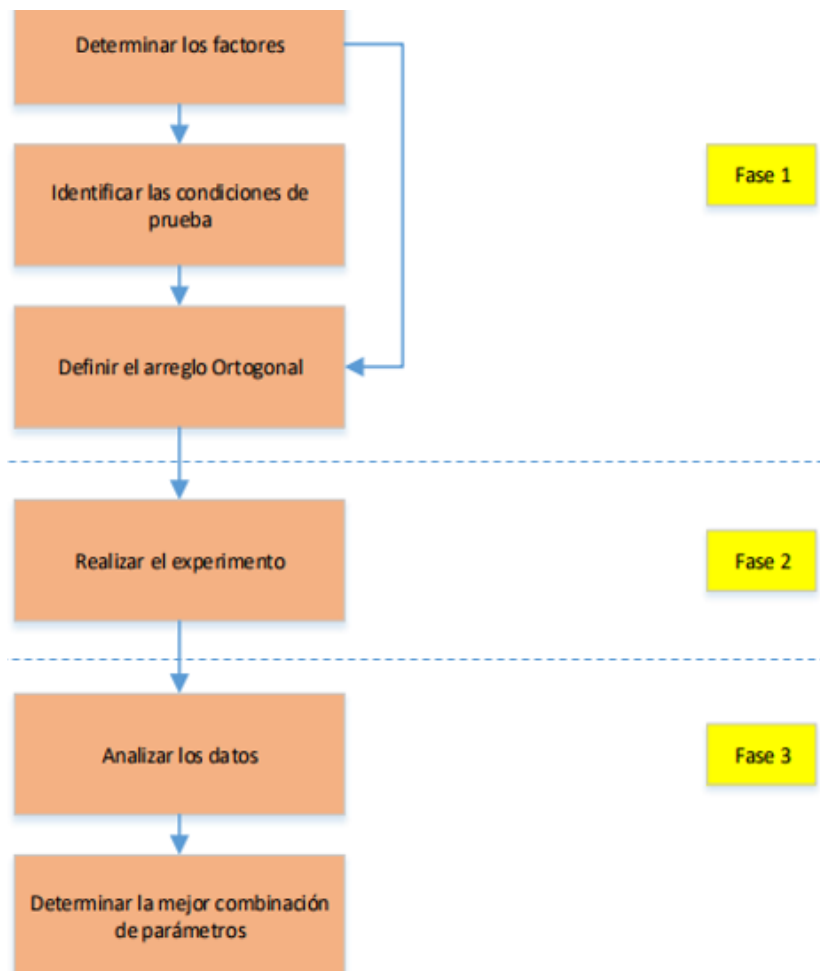 Determinar los factores
Identificar las condiciones de
prueba
Fase 1
Definir el arreglo Ortogonal
Realizar el experimento
Fase 2
Analizar los datos
Fase 3
Determinar la mejor combinación
de parámetros